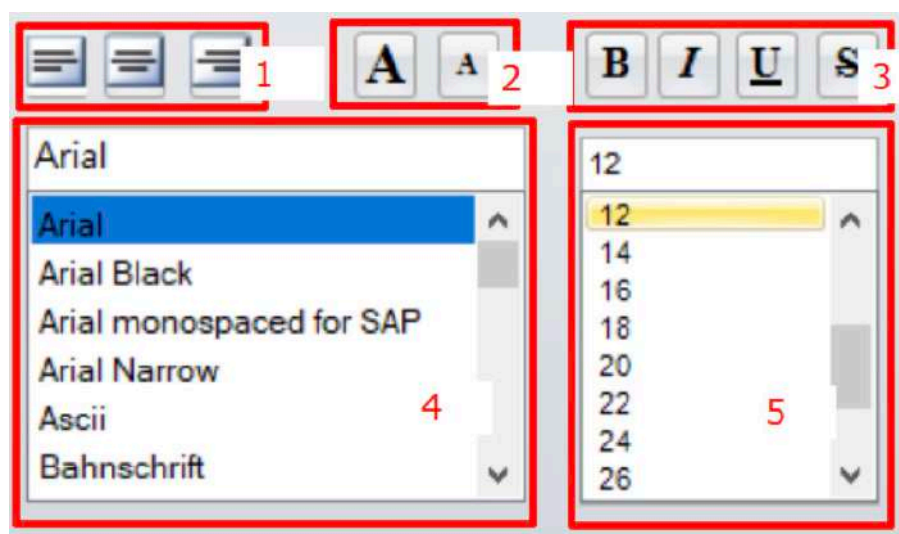 1
A A 2
B I U S 3
Arial
Arial
Arial Black
Arial monospaced for SAP
Arial Narrow
Ascii
Bahnschrift
4
12
12
14
16
18
20
22
24
26
5